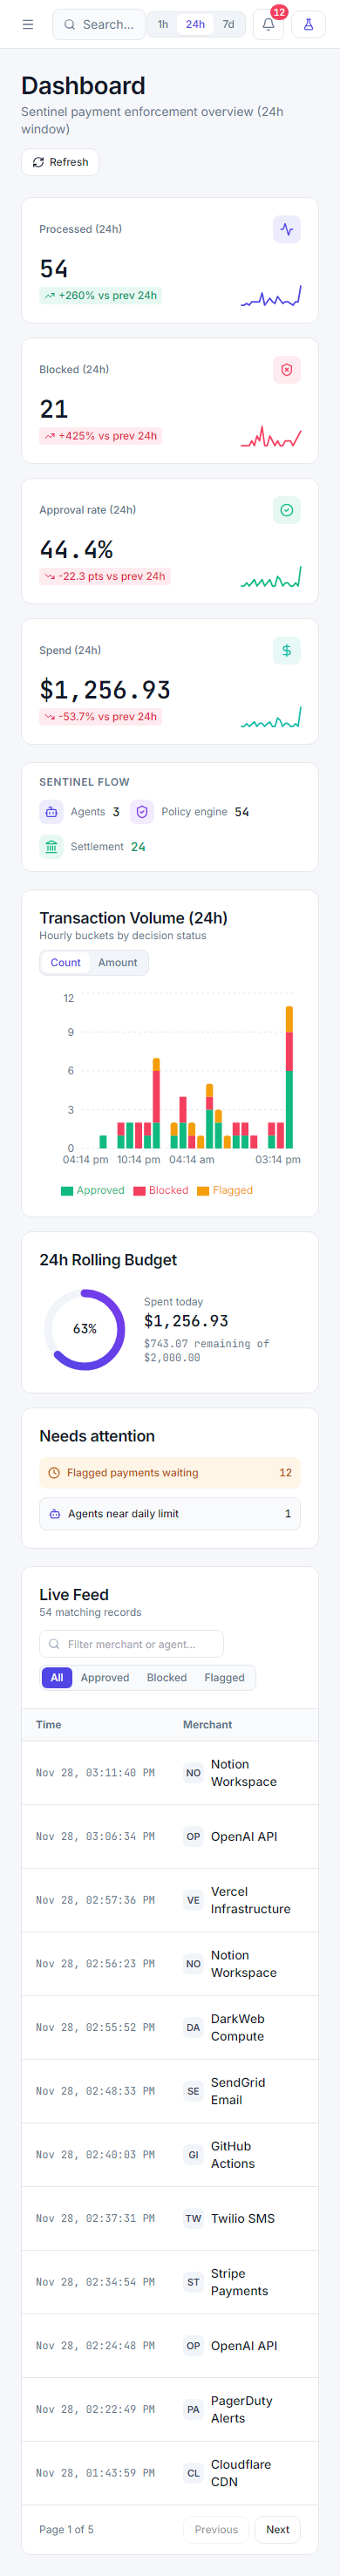 Search... 1h 24h 7d 12
Dashboard
Sentinel payment enforcement overview (24h
window)
Refresh
Processed (24h)
54
+260% vs prev 24h
Blocked (24h)
21
+425% vs prev 24h
Approval rate (24h)
44.4%
-22.3 pts vs prev 24h
Spend (24h)
$1,256.93
-53.7% vs prev 24h
SENTINEL FLOW
Agents 3 Policy engine 54
Settlement 24
Transaction Volume (24h)
Hourly buckets by decision status
Count Amount
12
9
6
3
0
04:14 pm 10:14 pm 04:14 am 03:14 pm
Approved Blocked Flagged
24h Rolling Budget
63%
Spent today
$1,256.93
$743.07 remaining of
$2,000.00
Needs attention
Flagged payments waiting 12
Agents near daily limit 1
Live Feed
54 matching records
Filter merchant or agent...
All Approved Blocked Flagged
Time Merchant
Nov 28, 03:11:40 PM NO Notion
Workspace
Nov 28, 03:06:34 PM OP OpenAI API
Nov 28, 02:57:36 PM VE Vercel
Infrastructure
Nov 28, 02:56:23 PM NO Notion
Workspace
Nov 28, 02:55:52 PM DA DarkWeb
Compute
Nov 28, 02:48:33 PM SE SendGrid
Email
Nov 28, 02:40:03 PM GI GitHub
Actions
Nov 28, 02:37:31 PM TW Twilio SMS
Nov 28, 02:34:54 PM ST Stripe
Payments
Nov 28, 02:24:48 PM OP OpenAI API
Nov 28, 02:22:49 PM PA PagerDuty
Alerts
Nov 28, 01:43:59 PM CL Cloudflare
CDN
Page 1 of 5 Previous Next